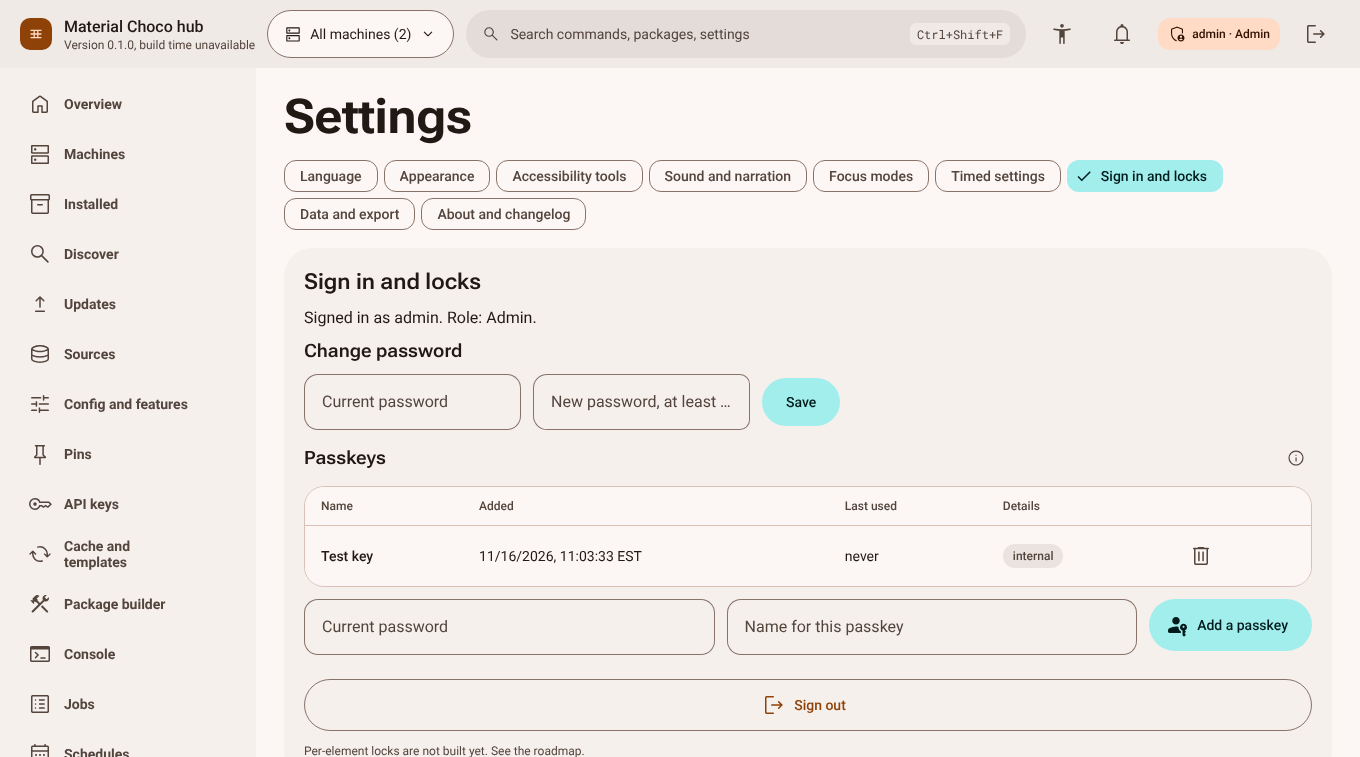 Material Choco hub
Version 0.1.0, build time unavailable
All machines (2)
Search commands, packages, settings
Ctrl+Shift+F
admin · Admin
Overview
Machines
Installed
Discover
Updates
Sources
Config and features
Pins
API keys
Cache and
templates
Package builder
Console
Jobs
Schedules
Settings
Language
Appearance
Accessibility tools
Sound and narration
Focus modes
Timed settings
Sign in and locks
Data and export
About and changelog
Sign in and locks
Signed in as admin. Role: Admin.
Change password
Current password
New password, at least ...
Save
Passkeys
Name
Added
Last used
Details
Test key
11/16/2026, 11:03:33 EST
never
internal
Current password
Name for this passkey
Add a passkey
Sign out
Per-element locks are not built yet. See the roadmap.